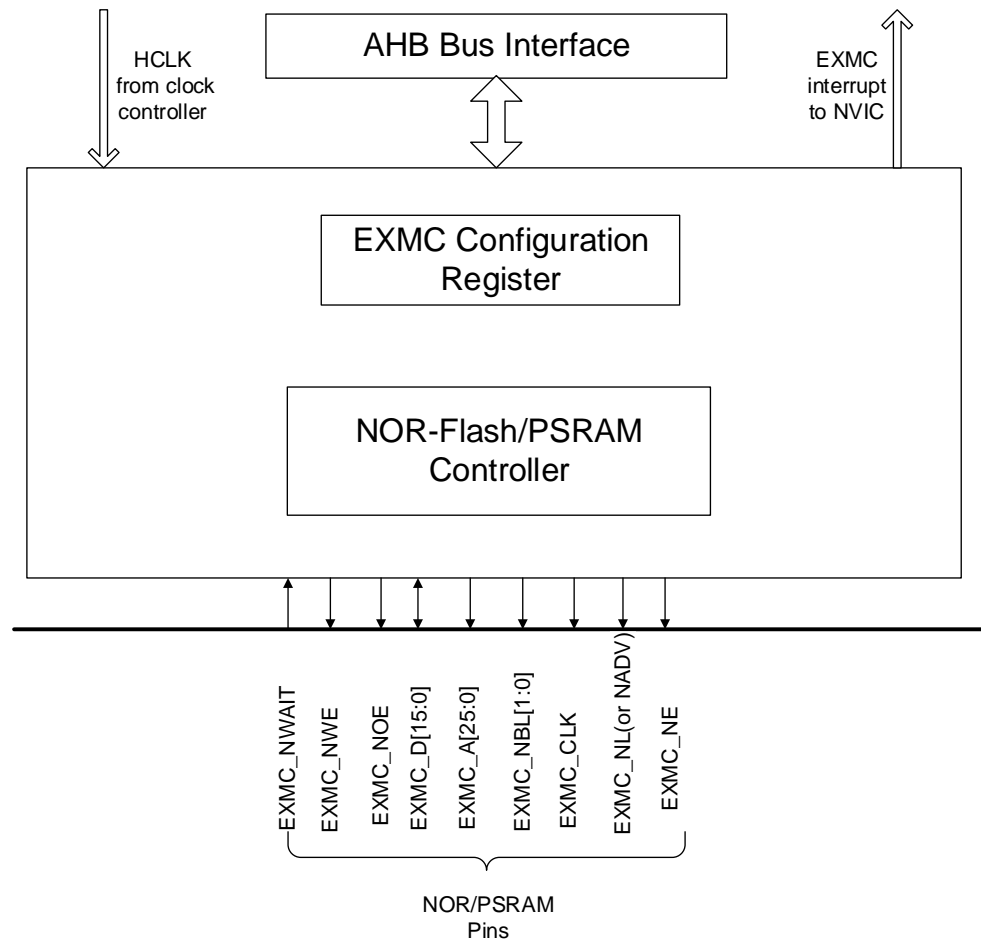 HCLK
from clock
controller
AHB Bus Interface
EXMC
interrupt
to NVIC
EXMC Configuration
Register
NOR-Flash/PSRAM
Controller
EXMC_NWAIT
EXMC_NWE
EXMC_NOE
EXMC_D[15:0]
EXMC_A[25:0]
EXMC_NBL[1:0]
EXMC_CLK
EXMC_NL(or NADV)
EXMC_NE
NOR/PSRAM
Pins